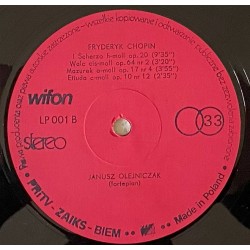 FRYDERYK CHOPIN
I Scherzo h-moll op. 20 (9'35")
Walc cis-moll op. 64 nr 2 (3'20")
Mazurek a-moll op. 17 nr 4 (3'55")
Etiuda c-moll op. 10 nr 12 (2'35")
wifon
LP 001 B
33
stereo
JANUSZ OLEJNICZAK
(fortepian)
PRITV - ZAIKS - BIEM
Made in Poland